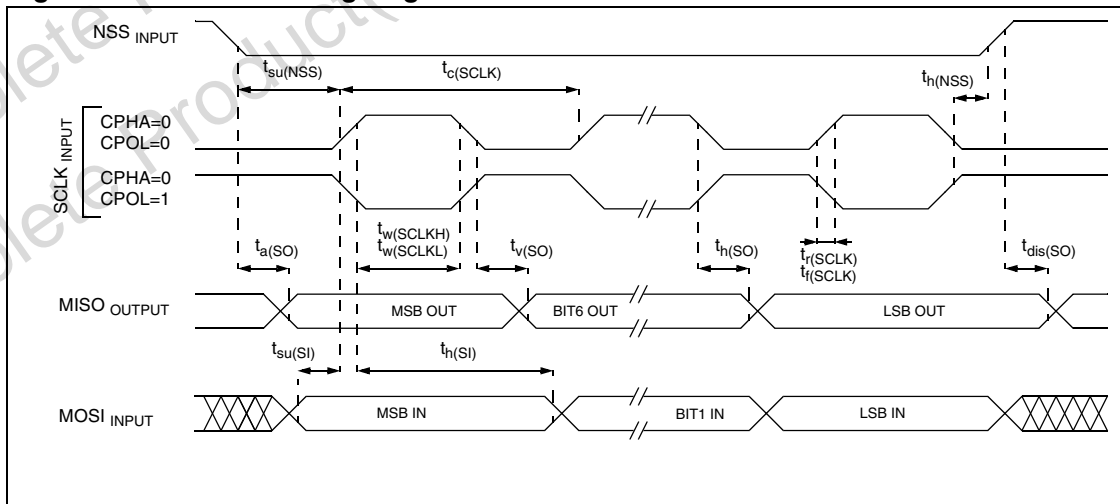 NSS INPUT
tsu(NSS)
tc(SCLK)
th(NSS)
SCLK INPUT
CPHA=0
CPOL=0
CPHA=0
CPOL=1
tw(SCLKH)
tw(SCLKL)
ta(SO)
tv(SO)
th(SO)
tr(SCLK)
tf(SCLK)
tdis(SO)
MISO OUTPUT
MSB OUT
BIT6 OUT
LSB OUT
tsu(SI)
th(SI)
MOSI INPUT
MSB IN
BIT1 IN
LSB IN